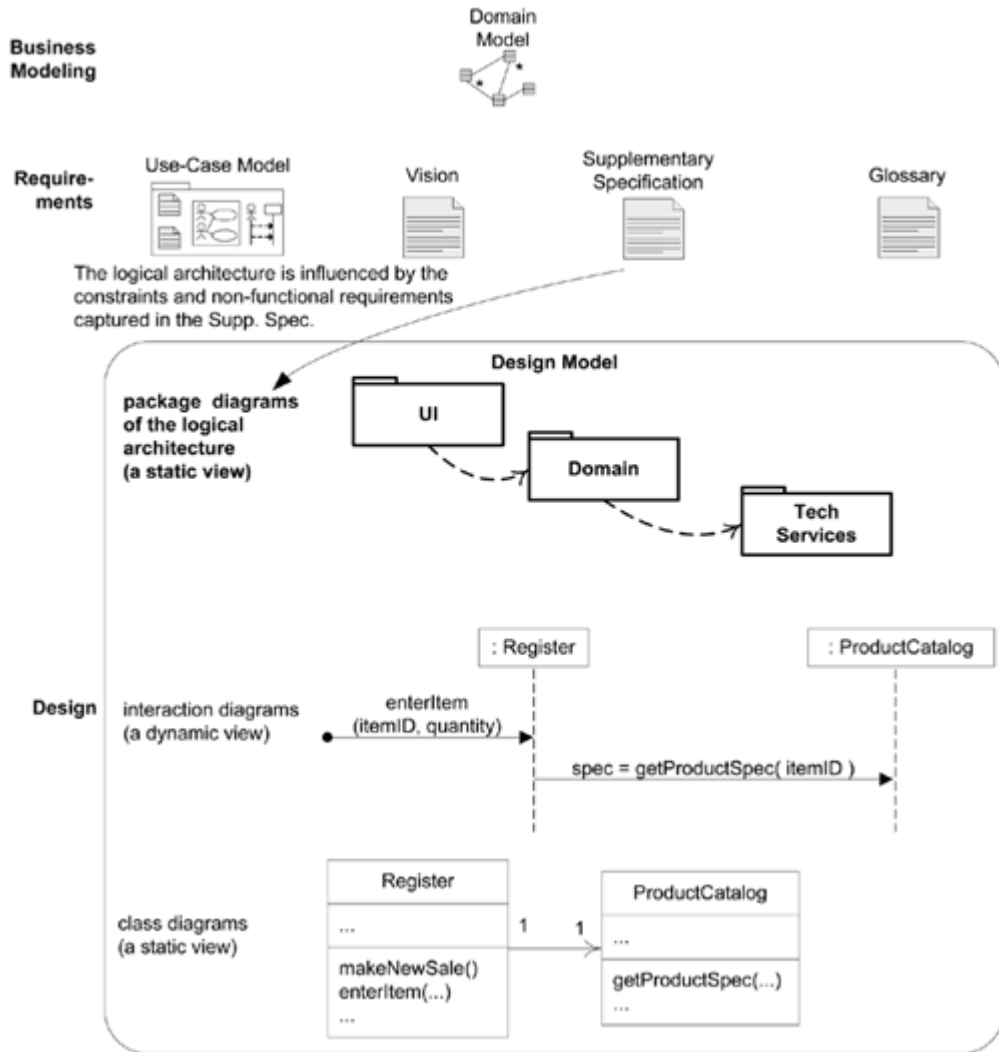 Business
Modeling
Domain
Model
*
*
Require-
ments
Use-Case Model
Vision
Supplementary
Specification
Glossary
The logical architecture is influenced by the
constraints and non-functional requirements
captured in the Supp. Spec.
Design Model
package diagrams
of the logical
architecture
(a static view)
UI
Domain
Tech
Services
: Register
: ProductCatalog
Design
interaction diagrams
(a dynamic view)
enterItem
(itemID, quantity)
spec = getProductSpec( itemID )
class diagrams
(a static view)
Register
...
makeNewSale()
enterItem(...)
...
1
1
ProductCatalog
...
getProductSpec(...)
...